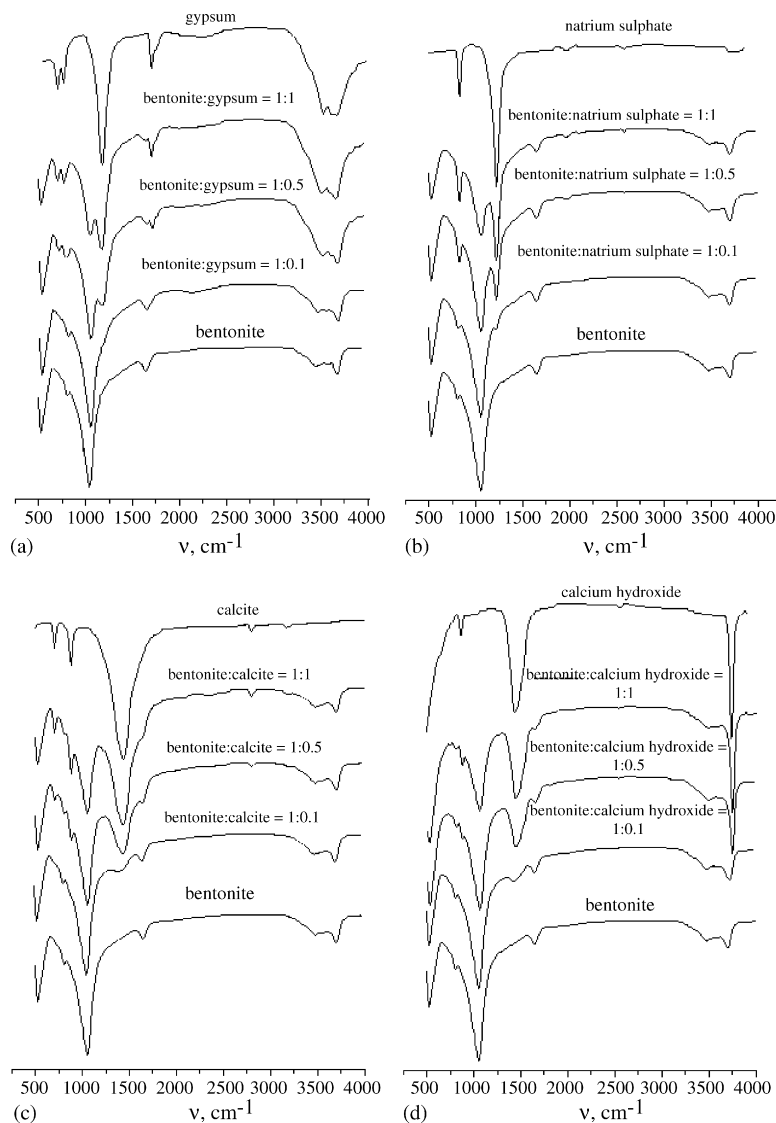 gypsum
bentonite:gypsum = 1:1
bentonite:gypsum = 1:0.5
bentonite:gypsum = 1:0.1
bentonite
500 1000 1500 2000 2500 3000 3500 4000
(a) ν, cm-1
natrium sulphate
bentonite:natrium sulphate = 1:1
bentonite:natrium sulphate = 1:0.5
bentonite:natrium sulphate = 1:0.1
bentonite
500 1000 1500 2000 2500 3000 3500 4000
(b) ν, cm-1
calcite
bentonite:calcite = 1:1
bentonite:calcite = 1:0.5
bentonite:calcite = 1:0.1
bentonite
500 1000 1500 2000 2500 3000 3500 4000
(c) ν, cm-1
calcium hydroxide
bentonite:calcium hydroxide =
1:1
bentonite:calcium hydroxide =
1:0.5
bentonite:calcium hydroxide =
1:0.1
bentonite
500 1000 1500 2000 2500 3000 3500 4000
(d) ν, cm-1